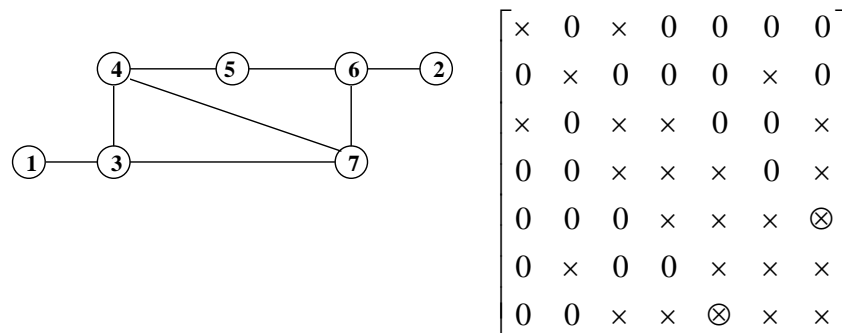 4 5 6 2
1 3 7
× 0 × 0 0 0 0
0 × 0 0 0 × 0
× 0 × × 0 0 ×
0 0 × × × 0 ×
0 0 0 × × × ⊗
0 × 0 0 × × ×
0 0 × × ⊗ × ×